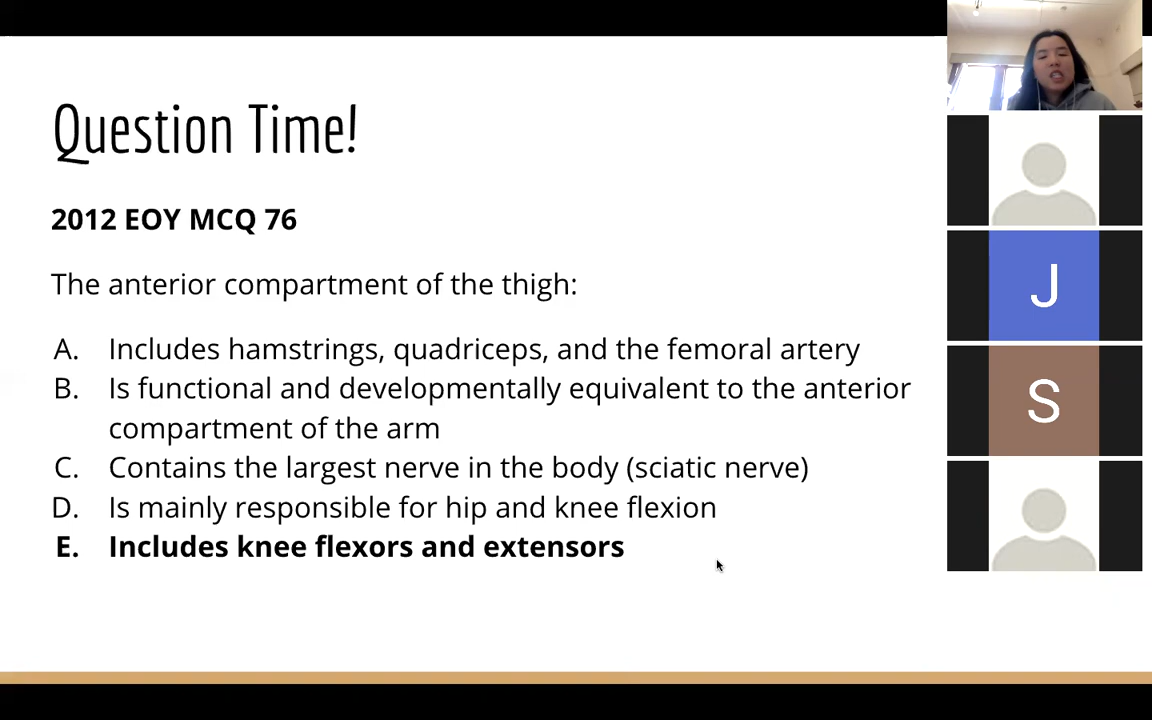 Question Time!
2012 EOY MCQ 76
The anterior compartment of the thigh:
A. Includes hamstrings, quadriceps, and the femoral artery
B. Is functional and developmentally equivalent to the anterior
compartment of the arm
C. Contains the largest nerve in the body (sciatic nerve)
D. Is mainly responsible for hip and knee flexion
E. Includes knee flexors and extensors
J
S